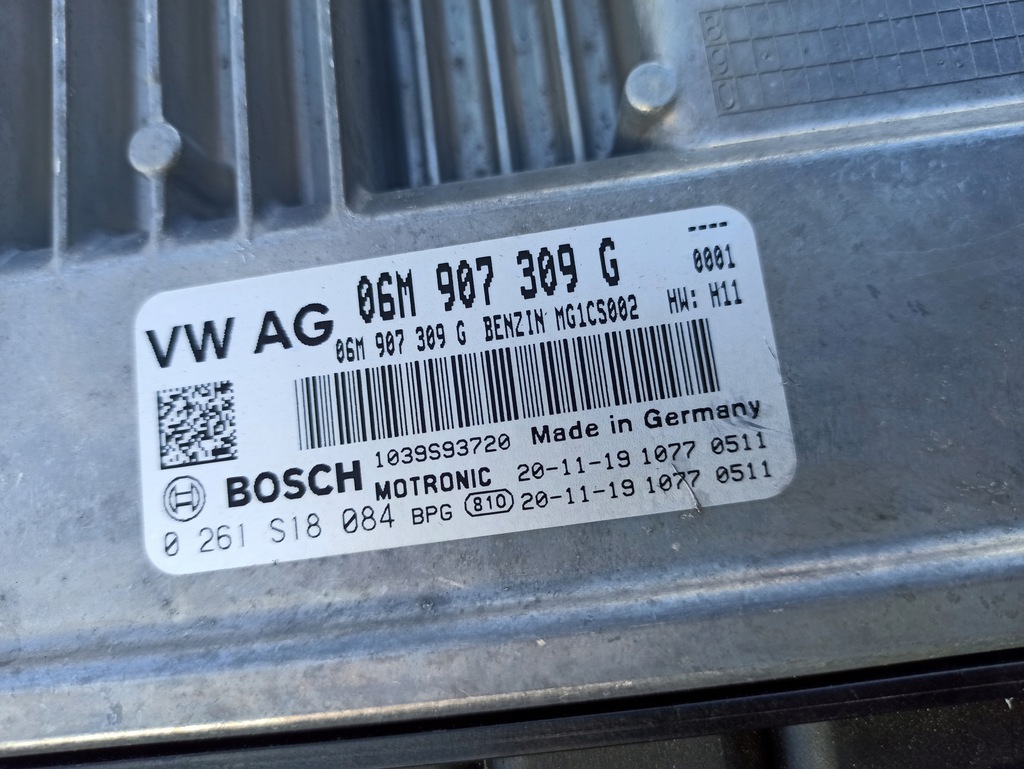 ----
VW AG 06M 907 309 G 0001
06M 907 309 G BENZIN MG1CS002 HW: H11
1039S93720 Made in Germany
BOSCH MOTRONIC 20-11-19 1077 0511
0 261 S18 084 BPG 810 20-11-19 1077 0511